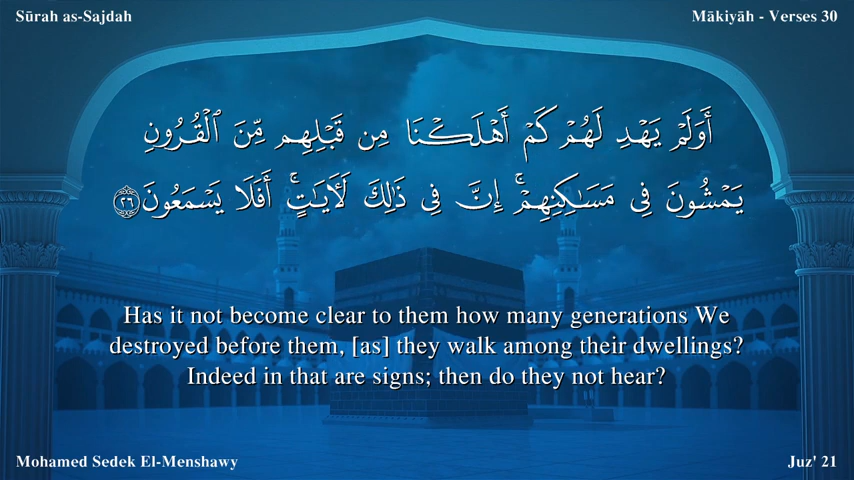 Sūrah as-Sajdah
Mākiyāh - Verses 30
أَوَلَمْ يَهْدِ لَهُمْ كَمْ أَهْلَكْنَا مِن قَبْلِهِم مِّنَ ٱلْقُرُونِ
يَمْشُونَ فِى مَسَـٰكِنِهِمْ ۚ إِنَّ فِى ذَٰلِكَ لَـَٔايَـٰتٍ ۖ أَفَلَا يَسْمَعُونَ ٢٦
Has it not become clear to them how many generations We
destroyed before them, [as] they walk among their dwellings?
Indeed in that are signs; then do they not hear?
Mohamed Sedek El-Menshawy
Juz' 21